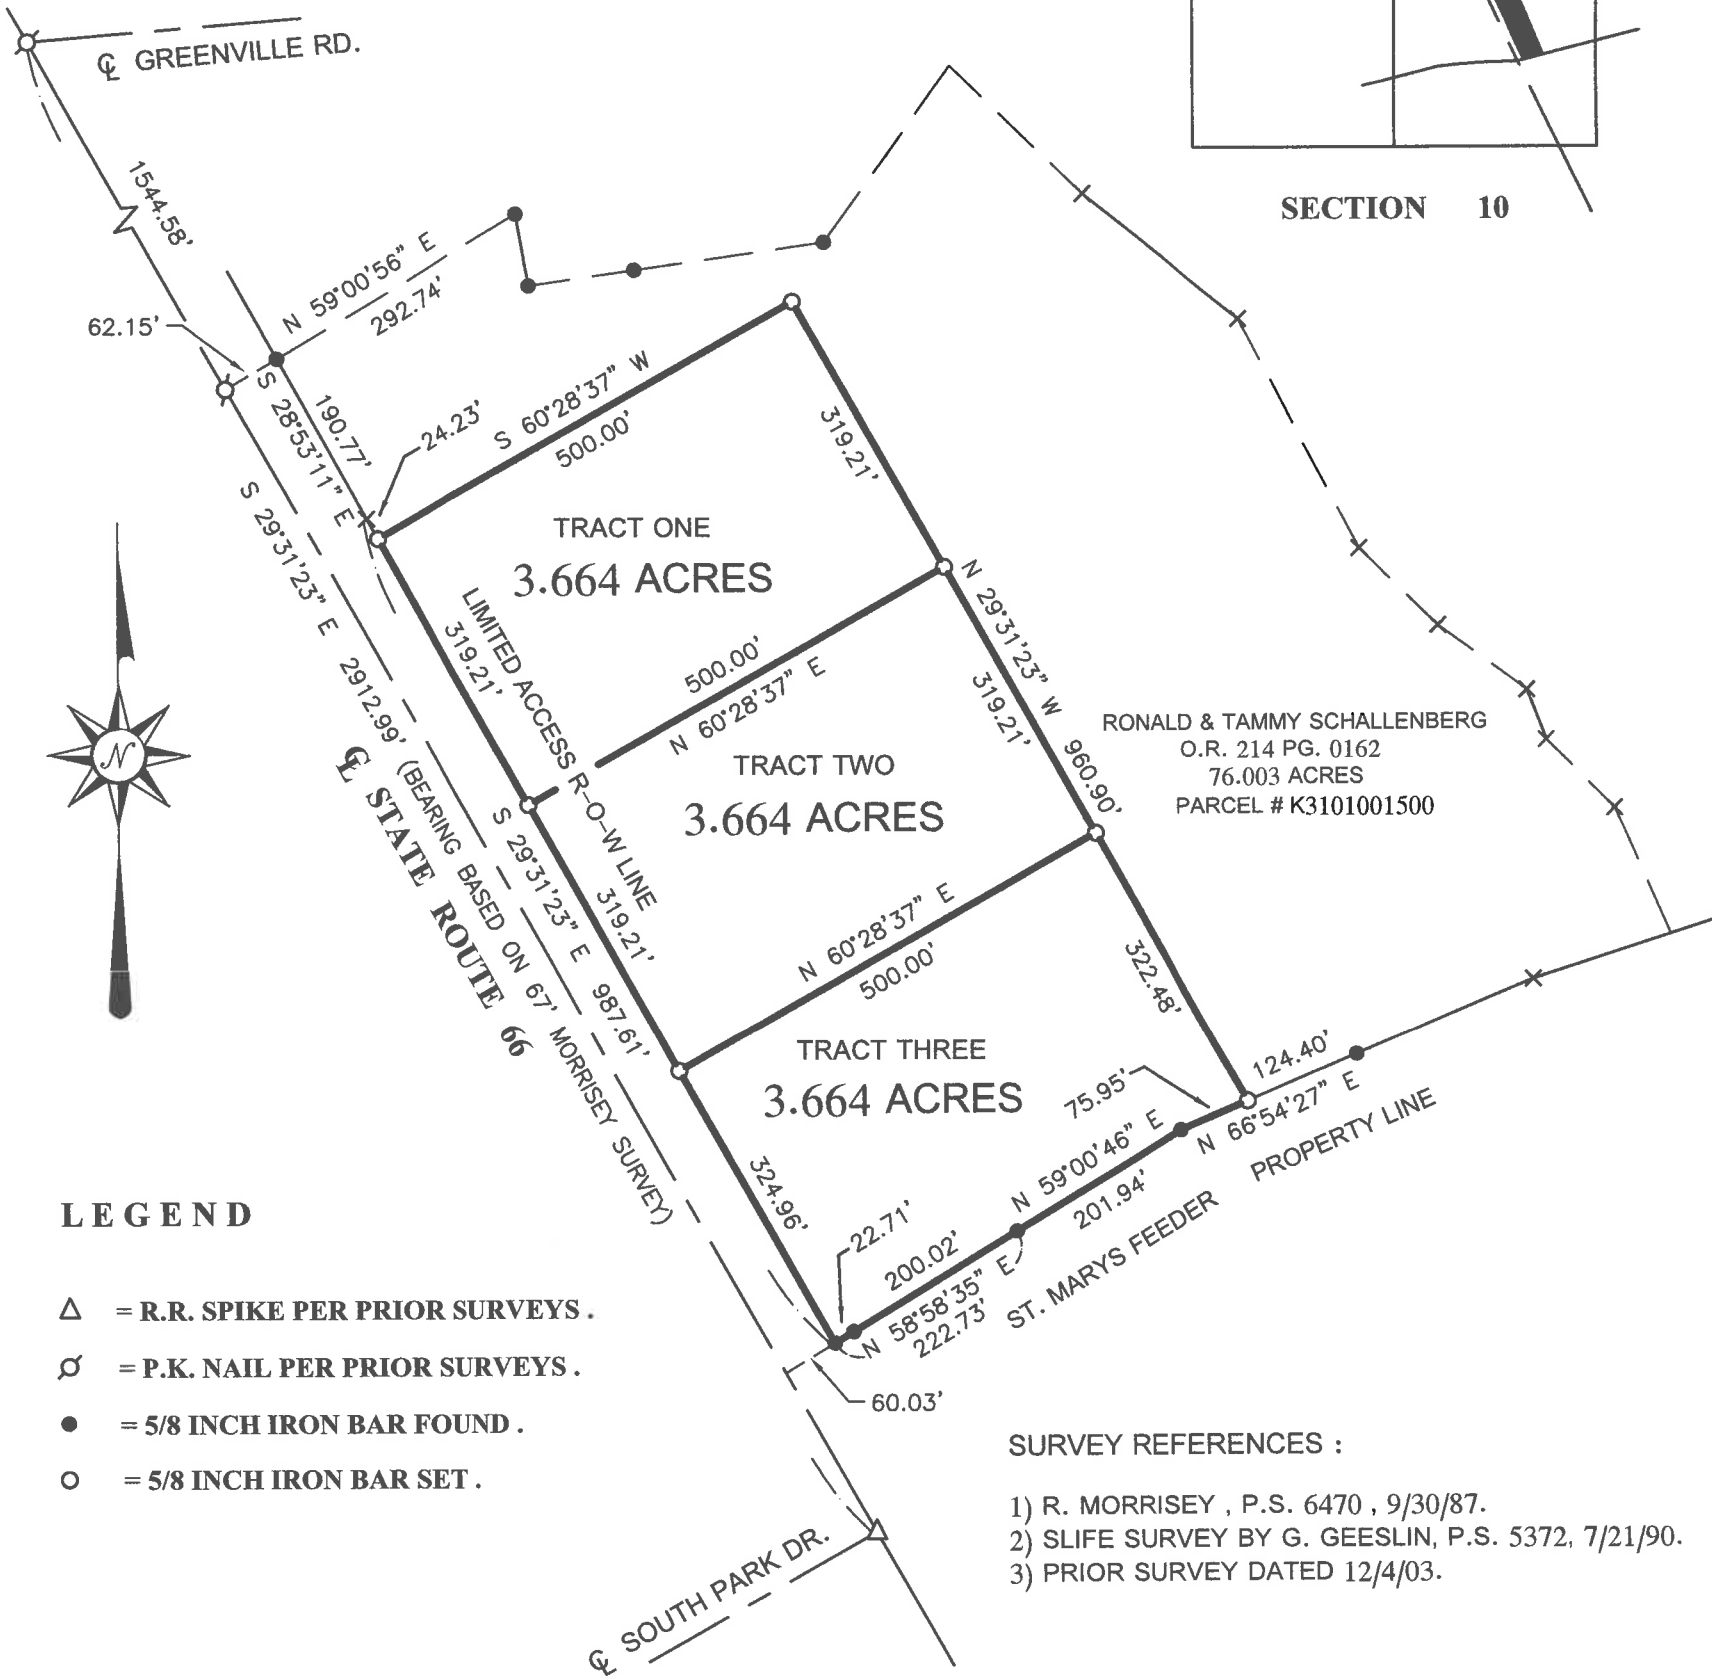 ℄ GREENVILLE RD.
1544.58'
SECTION 10
N 59°00'56" E
292.74'
62.15'
S 28°53'11" E
190.77'
24.23'
S 60°28'37" W
500.00'
319.21'
TRACT ONE
3.664 ACRES
S 29°31'23" E 2912.99' (BEARING BASED ON 67' MORRISEY SURVEY)
℄ STATE ROUTE 66
LIMITED ACCESS R-O-W LINE
319.21'
500.00'
N 60°28'37" E
N 29°31'23" W 960.90'
319.21'
TRACT TWO
3.664 ACRES
RONALD & TAMMY SCHALLENBERG
O.R. 214 PG. 0162
76.003 ACRES
PARCEL # K3101001500
S 29°31'23" E 987.61'
319.21'
N 60°28'37" E
500.00'
322.48'
TRACT THREE
3.664 ACRES
324.96'
75.95'
124.40'
N 66°54'27" E
N 59°00'46" E
201.94'
22.71'
200.02'
N 58°58'35" E
222.73'
ST. MARYS FEEDER PROPERTY LINE
60.03'
N
LEGEND
= R.R. SPIKE PER PRIOR SURVEYS .
= P.K. NAIL PER PRIOR SURVEYS .
= 5/8 INCH IRON BAR FOUND .
= 5/8 INCH IRON BAR SET .
℄ SOUTH PARK DR.
SURVEY REFERENCES :
1) R. MORRISEY , P.S. 6470 , 9/30/87.
2) SLIFE SURVEY BY G. GEESLIN, P.S. 5372, 7/21/90.
3) PRIOR SURVEY DATED 12/4/03.